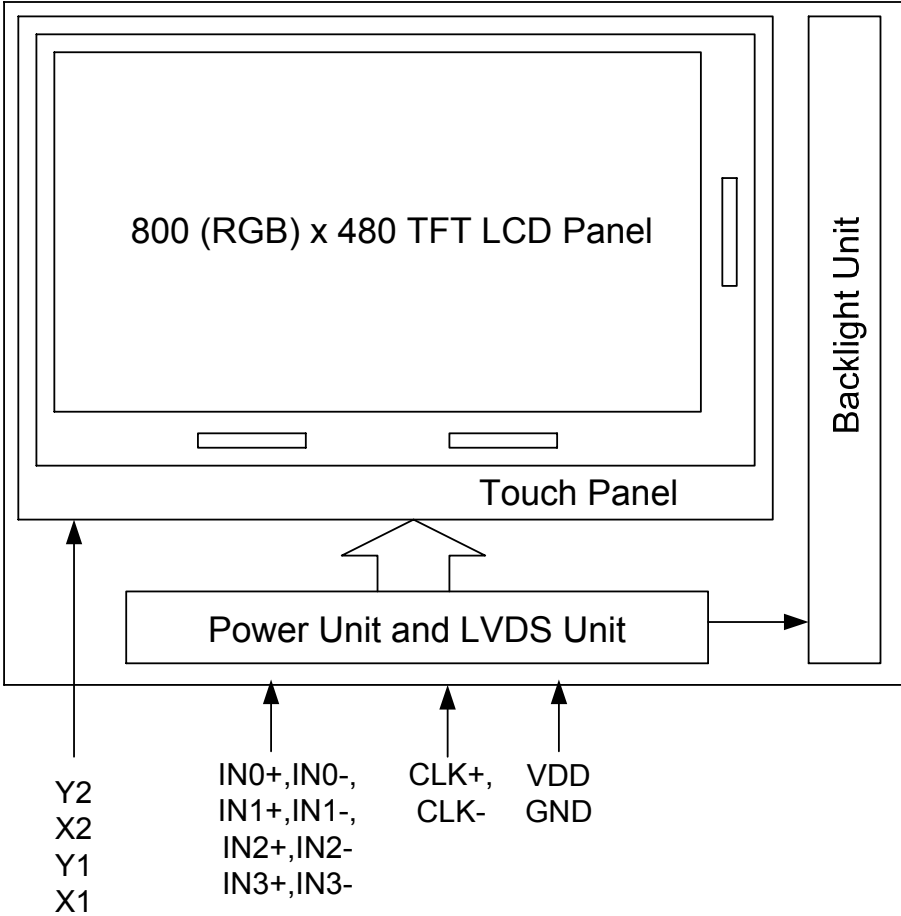 800 (RGB) x 480 TFT LCD Panel
Backlight Unit
Touch Panel
Power Unit and LVDS Unit
Y2
X2
Y1
X1
IN0+,IN0-,
IN1+,IN1-,
IN2+,IN2-
IN3+,IN3-
CLK+,
CLK-
VDD
GND